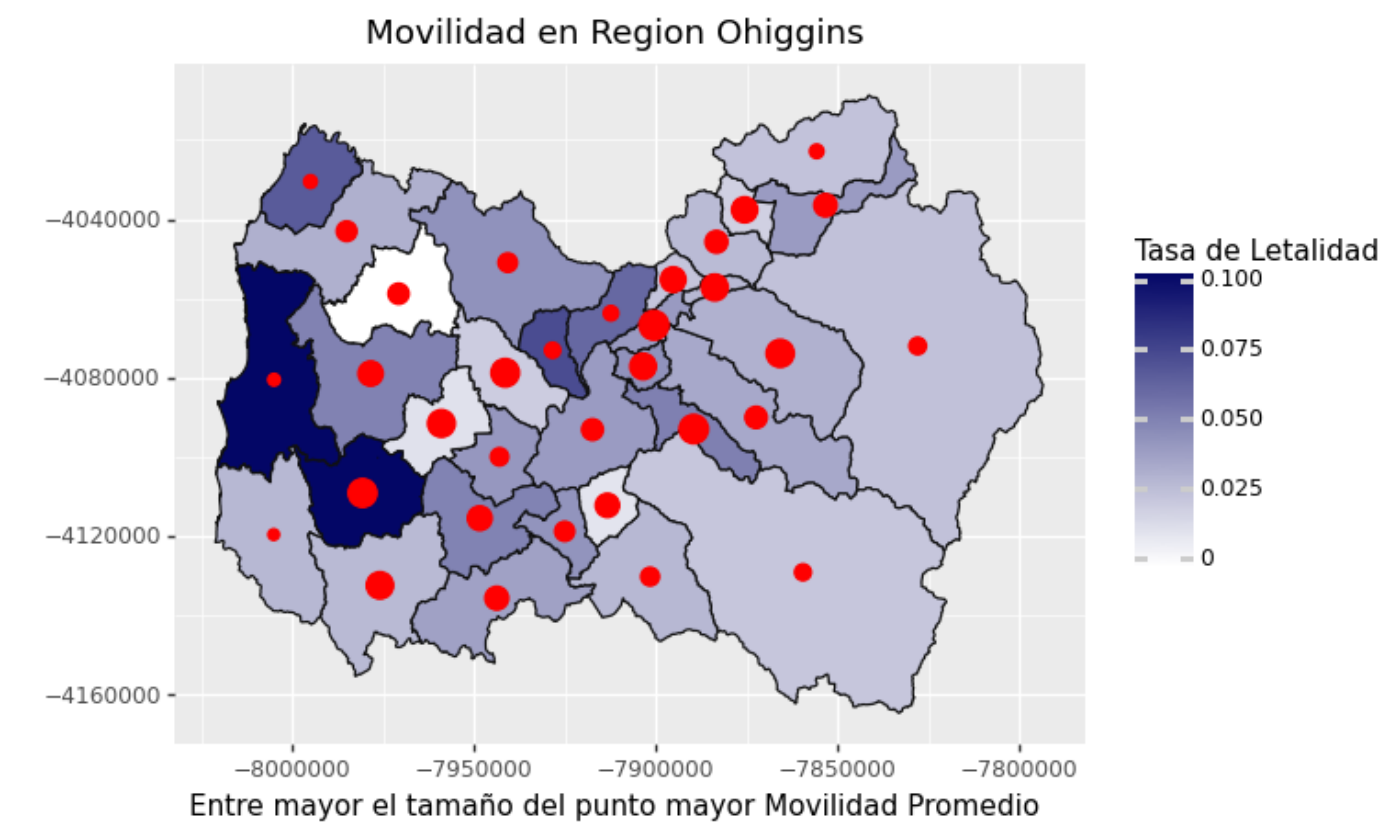 Movilidad en Region Ohiggins
−4040000
−4080000
−4120000
−4160000
−8000000 −7950000 −7900000 −7850000 −7800000
Entre mayor el tamaño del punto mayor Movilidad Promedio
Tasa de Letalidad
0.100
0.075
0.050
0.025
0